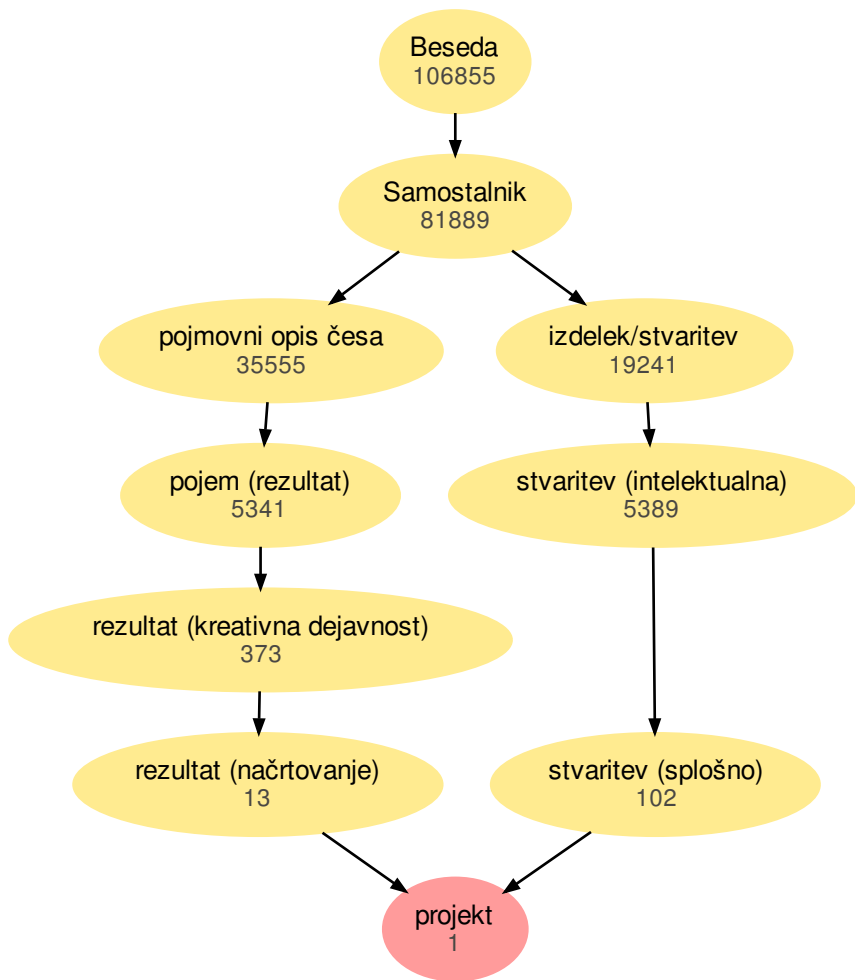 Beseda
106855
Samostalnik
81889
pojmovni opis česa
35555
izdelek/stvaritev
19241
pojem (rezultat)
5341
stvaritev (intelektualna)
5389
rezultat (kreativna dejavnost)
373
rezultat (načrtovanje)
13
stvaritev (splošno)
102
projekt
1